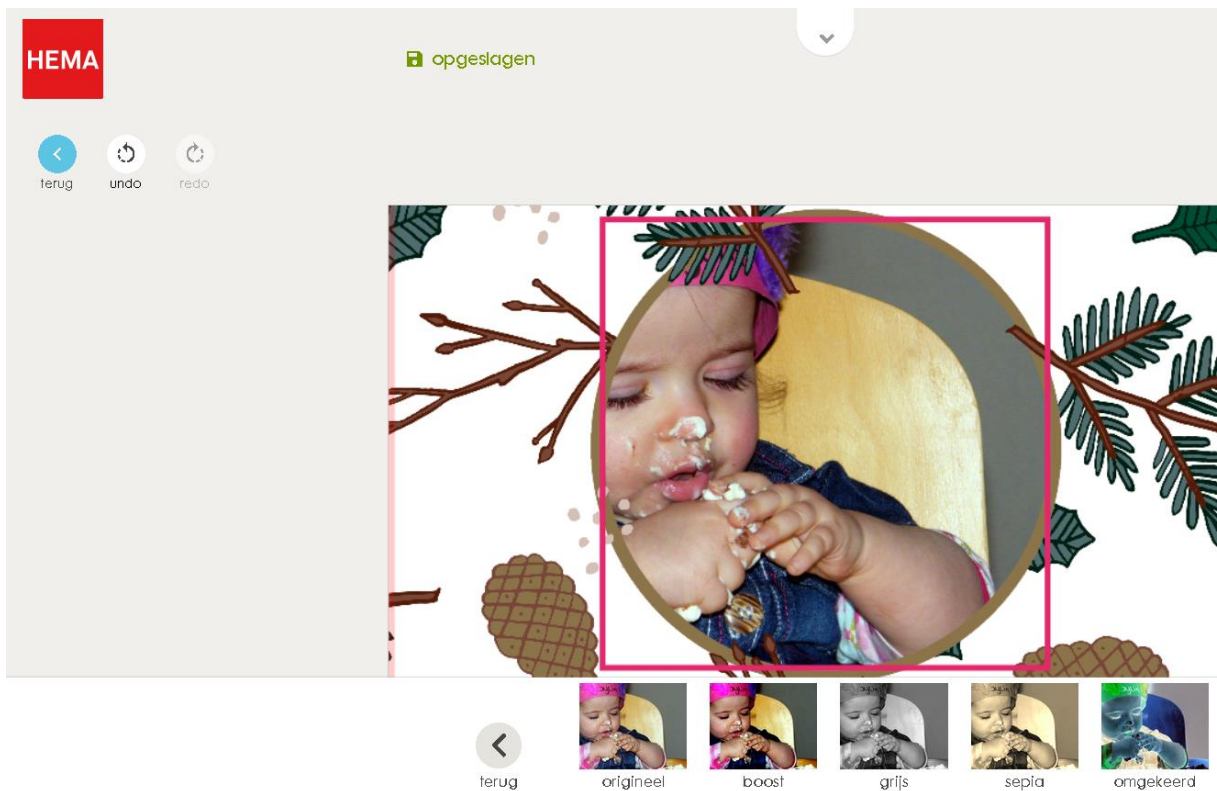 HEMA
opgeslagen
terug undo redo
terug origineel boost grijs sepia omgekeerd